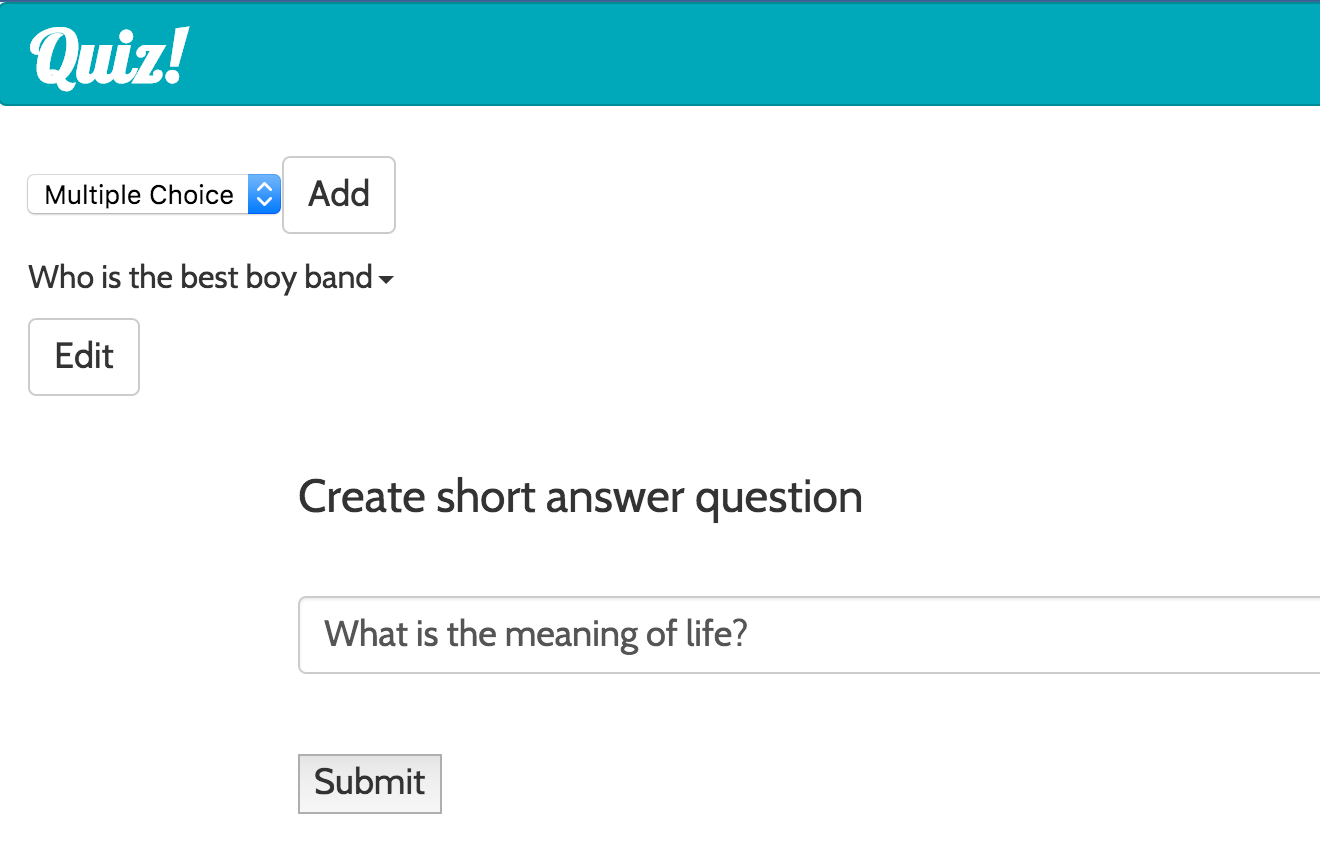 Quiz!
Multiple Choice Add
Who is the best boy band
Edit
Create short answer question
What is the meaning of life?
Submit